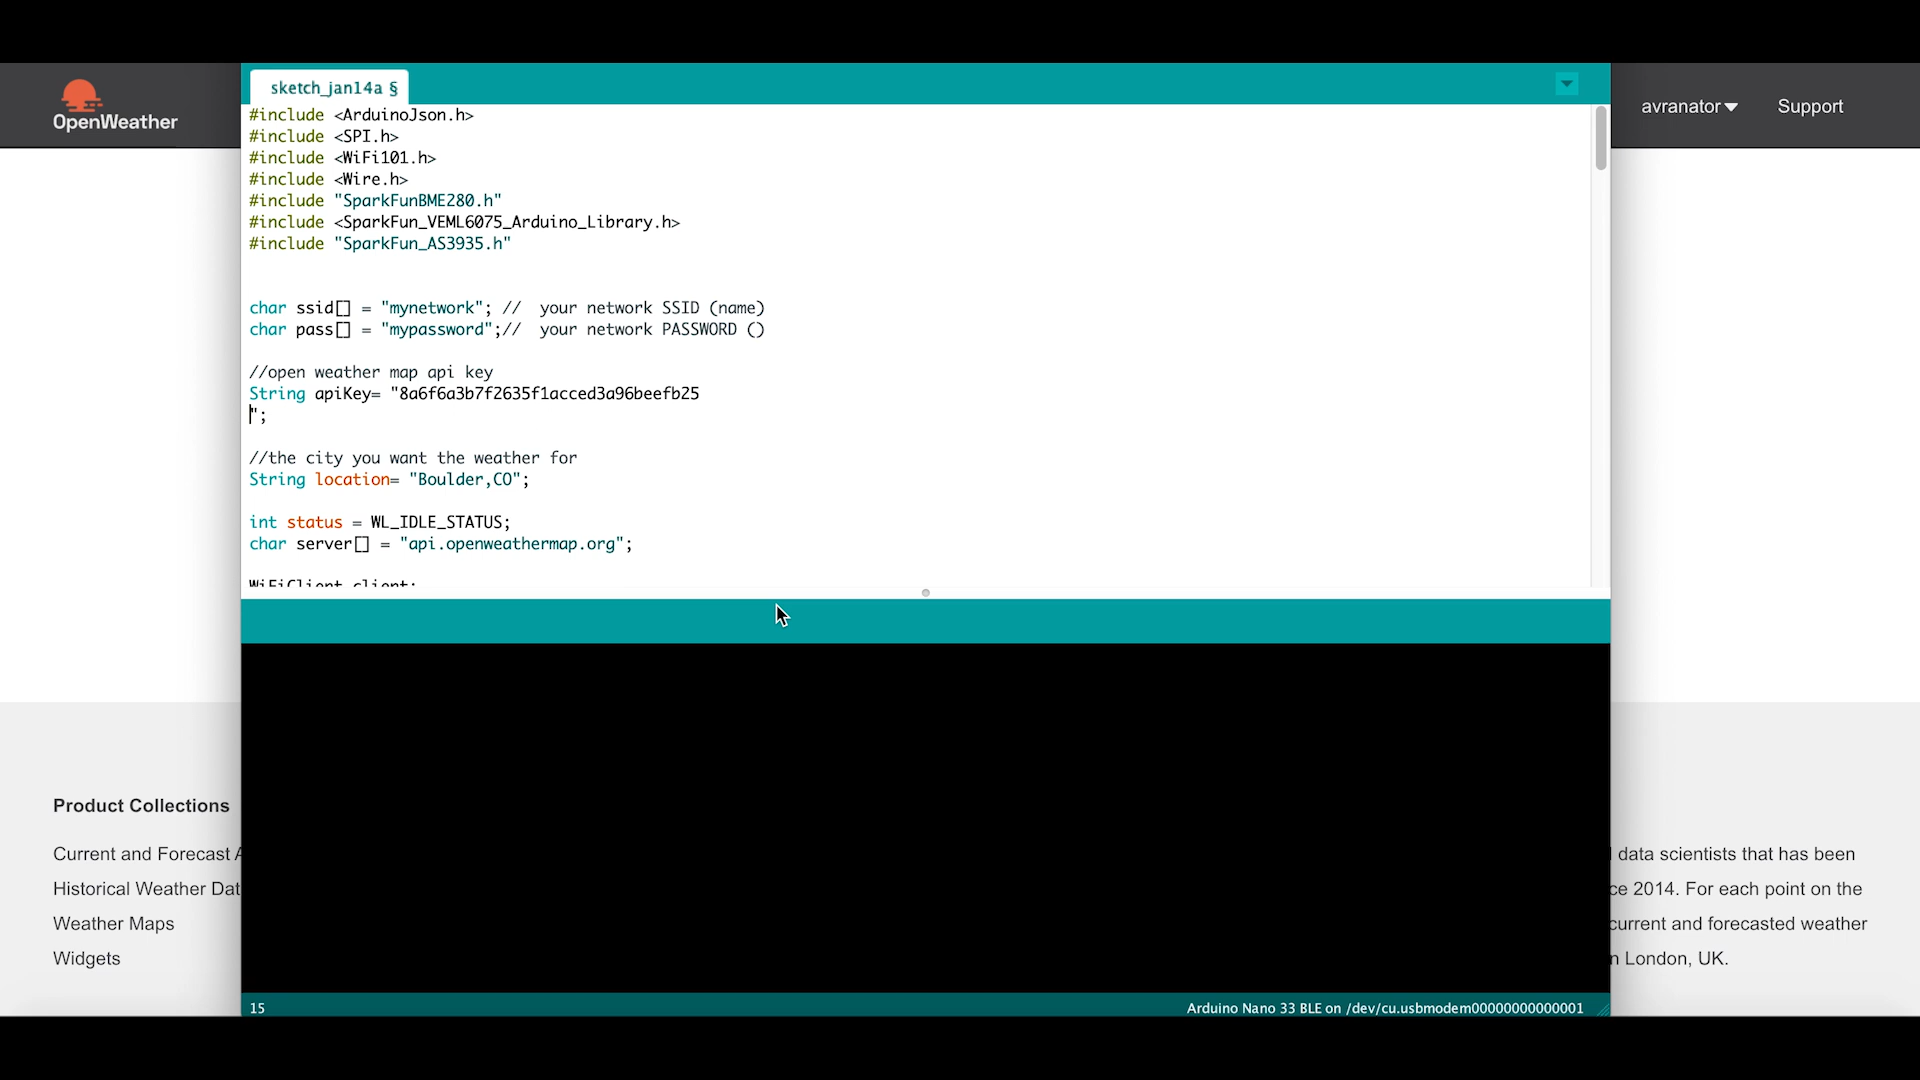 OpenWeather
avranator
Support
sketch_jan14a §
#include <ArduinoJson.h>
#include <SPI.h>
#include <WiFi101.h>
#include <Wire.h>
#include "SparkFunBME280.h"
#include <SparkFun_VEML6075_Arduino_Library.h>
#include "SparkFun_AS3935.h"
char ssid[] = "mynetwork"; //  your network SSID (name)
char pass[] = "mypassword";//  your network PASSWORD ()
//open weather map api key
String apiKey= "8a6f6a3b7f2635f1acced3a96beefb25
";
//the city you want the weather for
String location= "Boulder,CO";
int status = WL_IDLE_STATUS;
char server[] = "api.openweathermap.org";
WiFiClient client;
15
Arduino Nano 33 BLE on /dev/cu.usbmodem00000000000001
Product Collections
Current and Forecast A
Historical Weather Dat
Weather Maps
Widgets
data scientists that has been
ce 2014. For each point on the
current and forecasted weather
n London, UK.